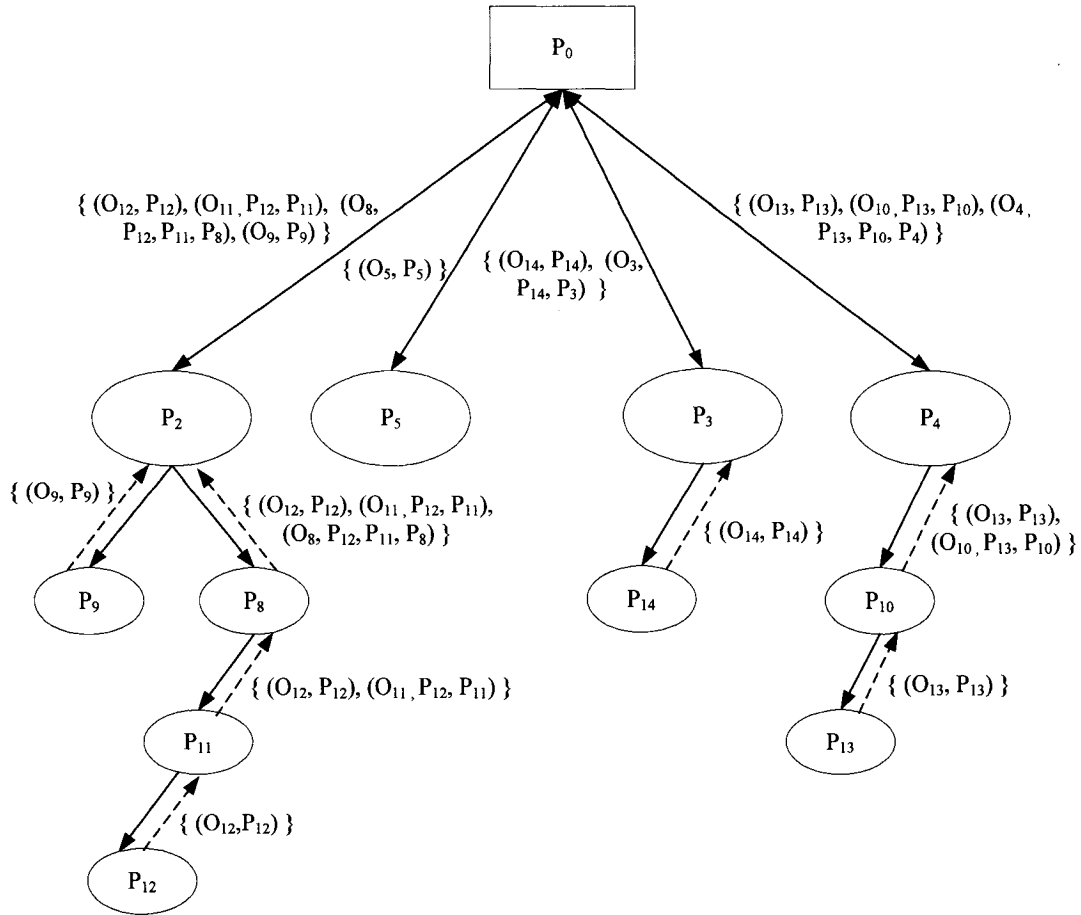 P₀
{ (O₁₂, P₁₂), (O₁₁, P₁₂, P₁₁), (O₈,
P₁₂, P₁₁, P₈), (O₉, P₉) }
{ (O₅, P₅) }
{ (O₁₄, P₁₄), (O₃,
P₁₄, P₃) }
{ (O₁₃, P₁₃), (O₁₀, P₁₃, P₁₀), (O₄,
P₁₃, P₁₀, P₄) }
P₂
P₅
P₃
P₄
{ (O₉, P₉) }
{ (O₁₂, P₁₂), (O₁₁, P₁₂, P₁₁),
(O₈, P₁₂, P₁₁, P₈) }
{ (O₁₄, P₁₄) }
{ (O₁₃, P₁₃),
(O₁₀, P₁₃, P₁₀) }
P₉
P₈
P₁₄
P₁₀
{ (O₁₂, P₁₂), (O₁₁, P₁₂, P₁₁) }
{ (O₁₃, P₁₃) }
P₁₁
P₁₃
{ (O₁₂,P₁₂) }
P₁₂